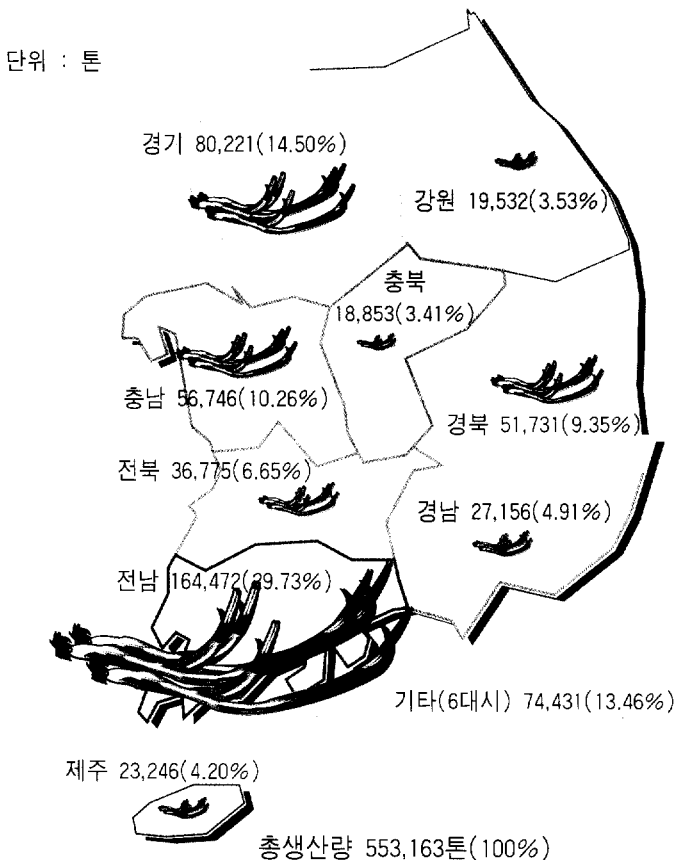 단위 : 톤
경기 80,221(14.50%)
강원 19,532(3.53%)
충북
18,853(3.41%)
충남 56,746(10.26%)
경북 51,731(9.35%)
전북 36,775(6.65%)
경남 27,156(4.91%)
전남 164,472(29.73%)
기타(6대시) 74,431(13.46%)
제주 23,246(4.20%)
총생산량 553,163톤(100%)